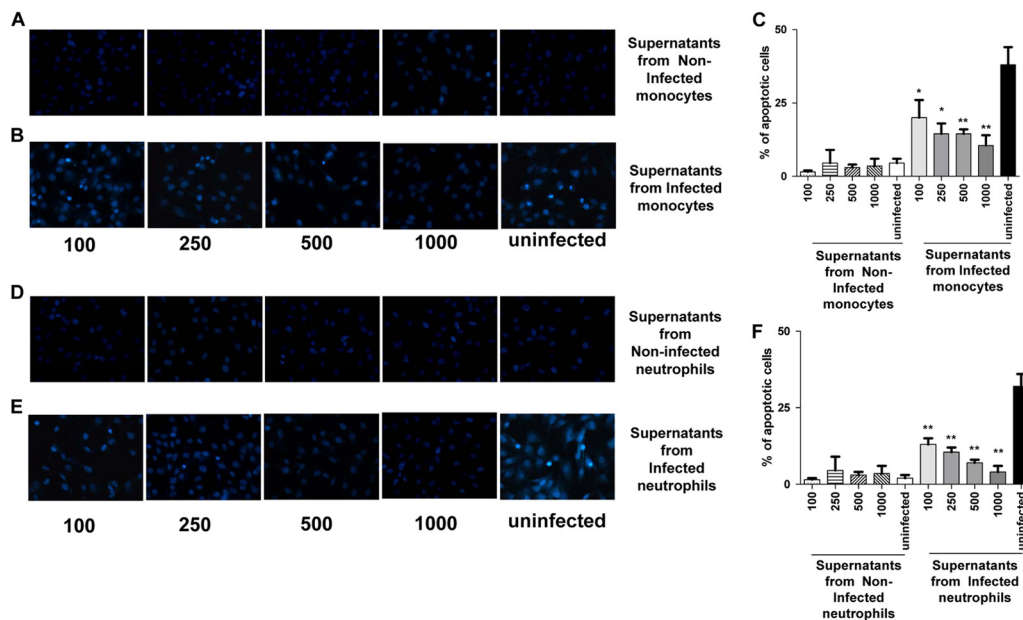 A
Supernatants
from Non-
Infected
monocytes
B
Supernatants
from Infected
monocytes
100 250 500 1000 uninfected
C
% of apoptotic cells
50
25
0
100 250 500 1000 uninfected 100 250 500 1000 uninfected
* * ** **
Supernatants
from Non-
Infected
monocytes
Supernatants
from Infected
monocytes
D
Supernatants
from
Non-infected
neutrophils
E
Supernatants
from
Infected
neutrophils
100 250 500 1000 uninfected
F
% of apoptotic cells
50
25
0
** ** ** **
100 250 500 1000 uninfected 100 250 500 1000 uninfected
Supernatants
from Non-
Infected
neutrophils
Supernatants
from Infected
neutrophils